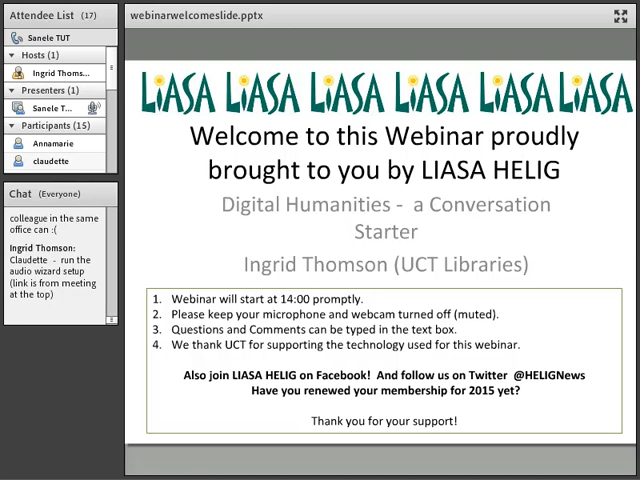 Attendee List (17)
Sanele TUT
Hosts (1)
Ingrid Thoms...
Presenters (1)
Sanele T...
Participants (15)
Annamarie
claudette
Chat (Everyone)
colleague in the same
office can :(
Ingrid Thomson:
Claudette - run the
audio wizard setup
(link is from meeting
at the top)
webinarwelcomeslide.pptx
LIASA LIASA LIASA LIASA LIASA LIASA
Welcome to this Webinar proudly
brought to you by LIASA HELIG
Digital Humanities - a Conversation
Starter
Ingrid Thomson (UCT Libraries)
1. Webinar will start at 14:00 promptly.
2. Please keep your microphone and webcam turned off (muted).
3. Questions and Comments can be typed in the text box.
4. We thank UCT for supporting the technology used for this webinar.
Also join LIASA HELIG on Facebook! And follow us on Twitter @HELIGNews
Have you renewed your membership for 2015 yet?
Thank you for your support!